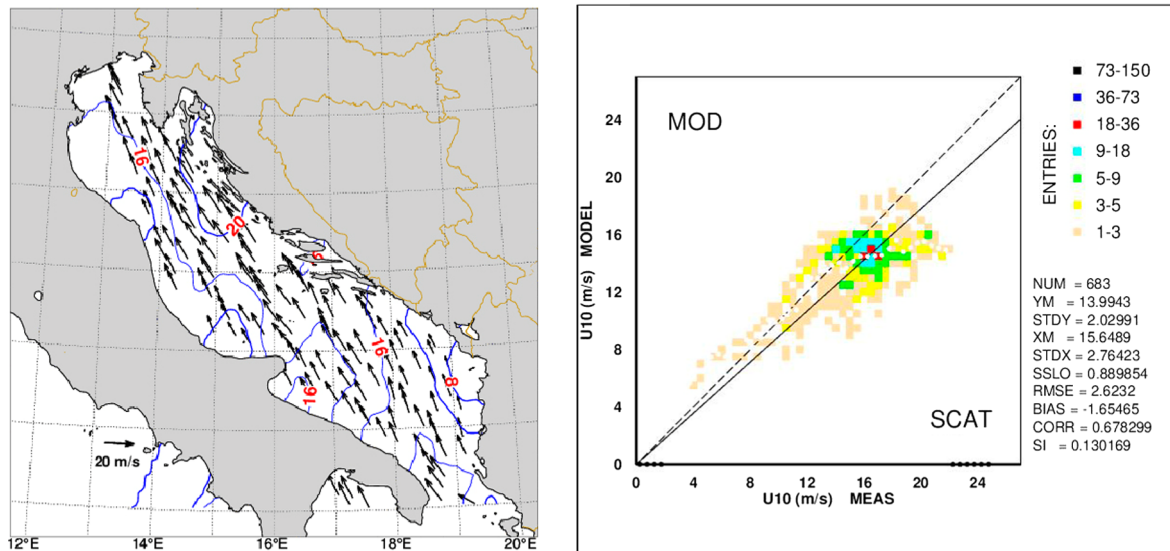 16
20
6
16
16
8
20 m/s
12°E 14°E 16°E 18°E 20°E
MOD
SCAT
U10 (m/s) MODEL
24
20
16
12
8
4
0
0 4 8 12 16 20 24
U10 (m/s) MEAS
ENTRIES:
73-150
36-73
18-36
9-18
5-9
3-5
1-3
NUM = 683
YM = 13.9943
STDY = 2.02991
XM = 15.6489
STDX = 2.76423
SSLO = 0.889854
RMSE = 2.6232
BIAS = -1.65465
CORR = 0.678299
SI = 0.130169